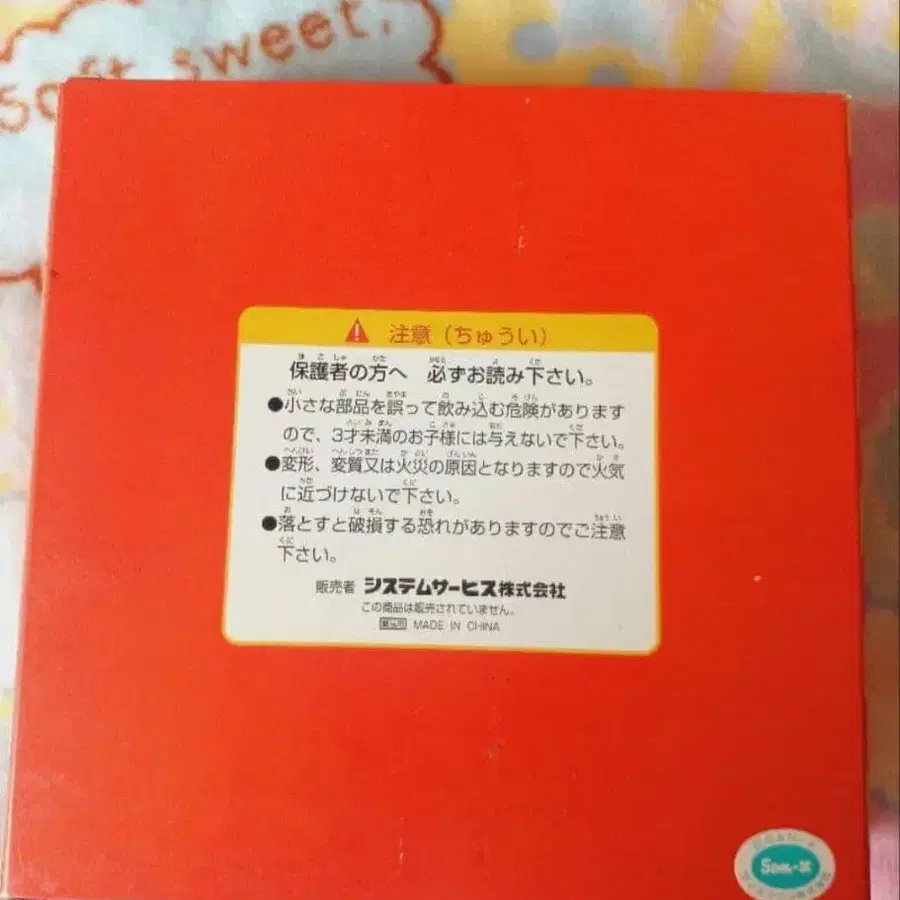 soft sweet,
注意（ちゅうい）
保護者の方へ 必ずお読み下さい。
●小さな部品を誤って飲み込む危険があります
ので、3才未満のお子様には与えないで下さい。
●変形、変質又は火災の原因となりますので火気
に近づけないで下さい。
●落とすと破損する恐れがありますのでご注意
下さい。
販売者 システムサービス株式会社
この商品は販売されていません。
MADE IN CHINA